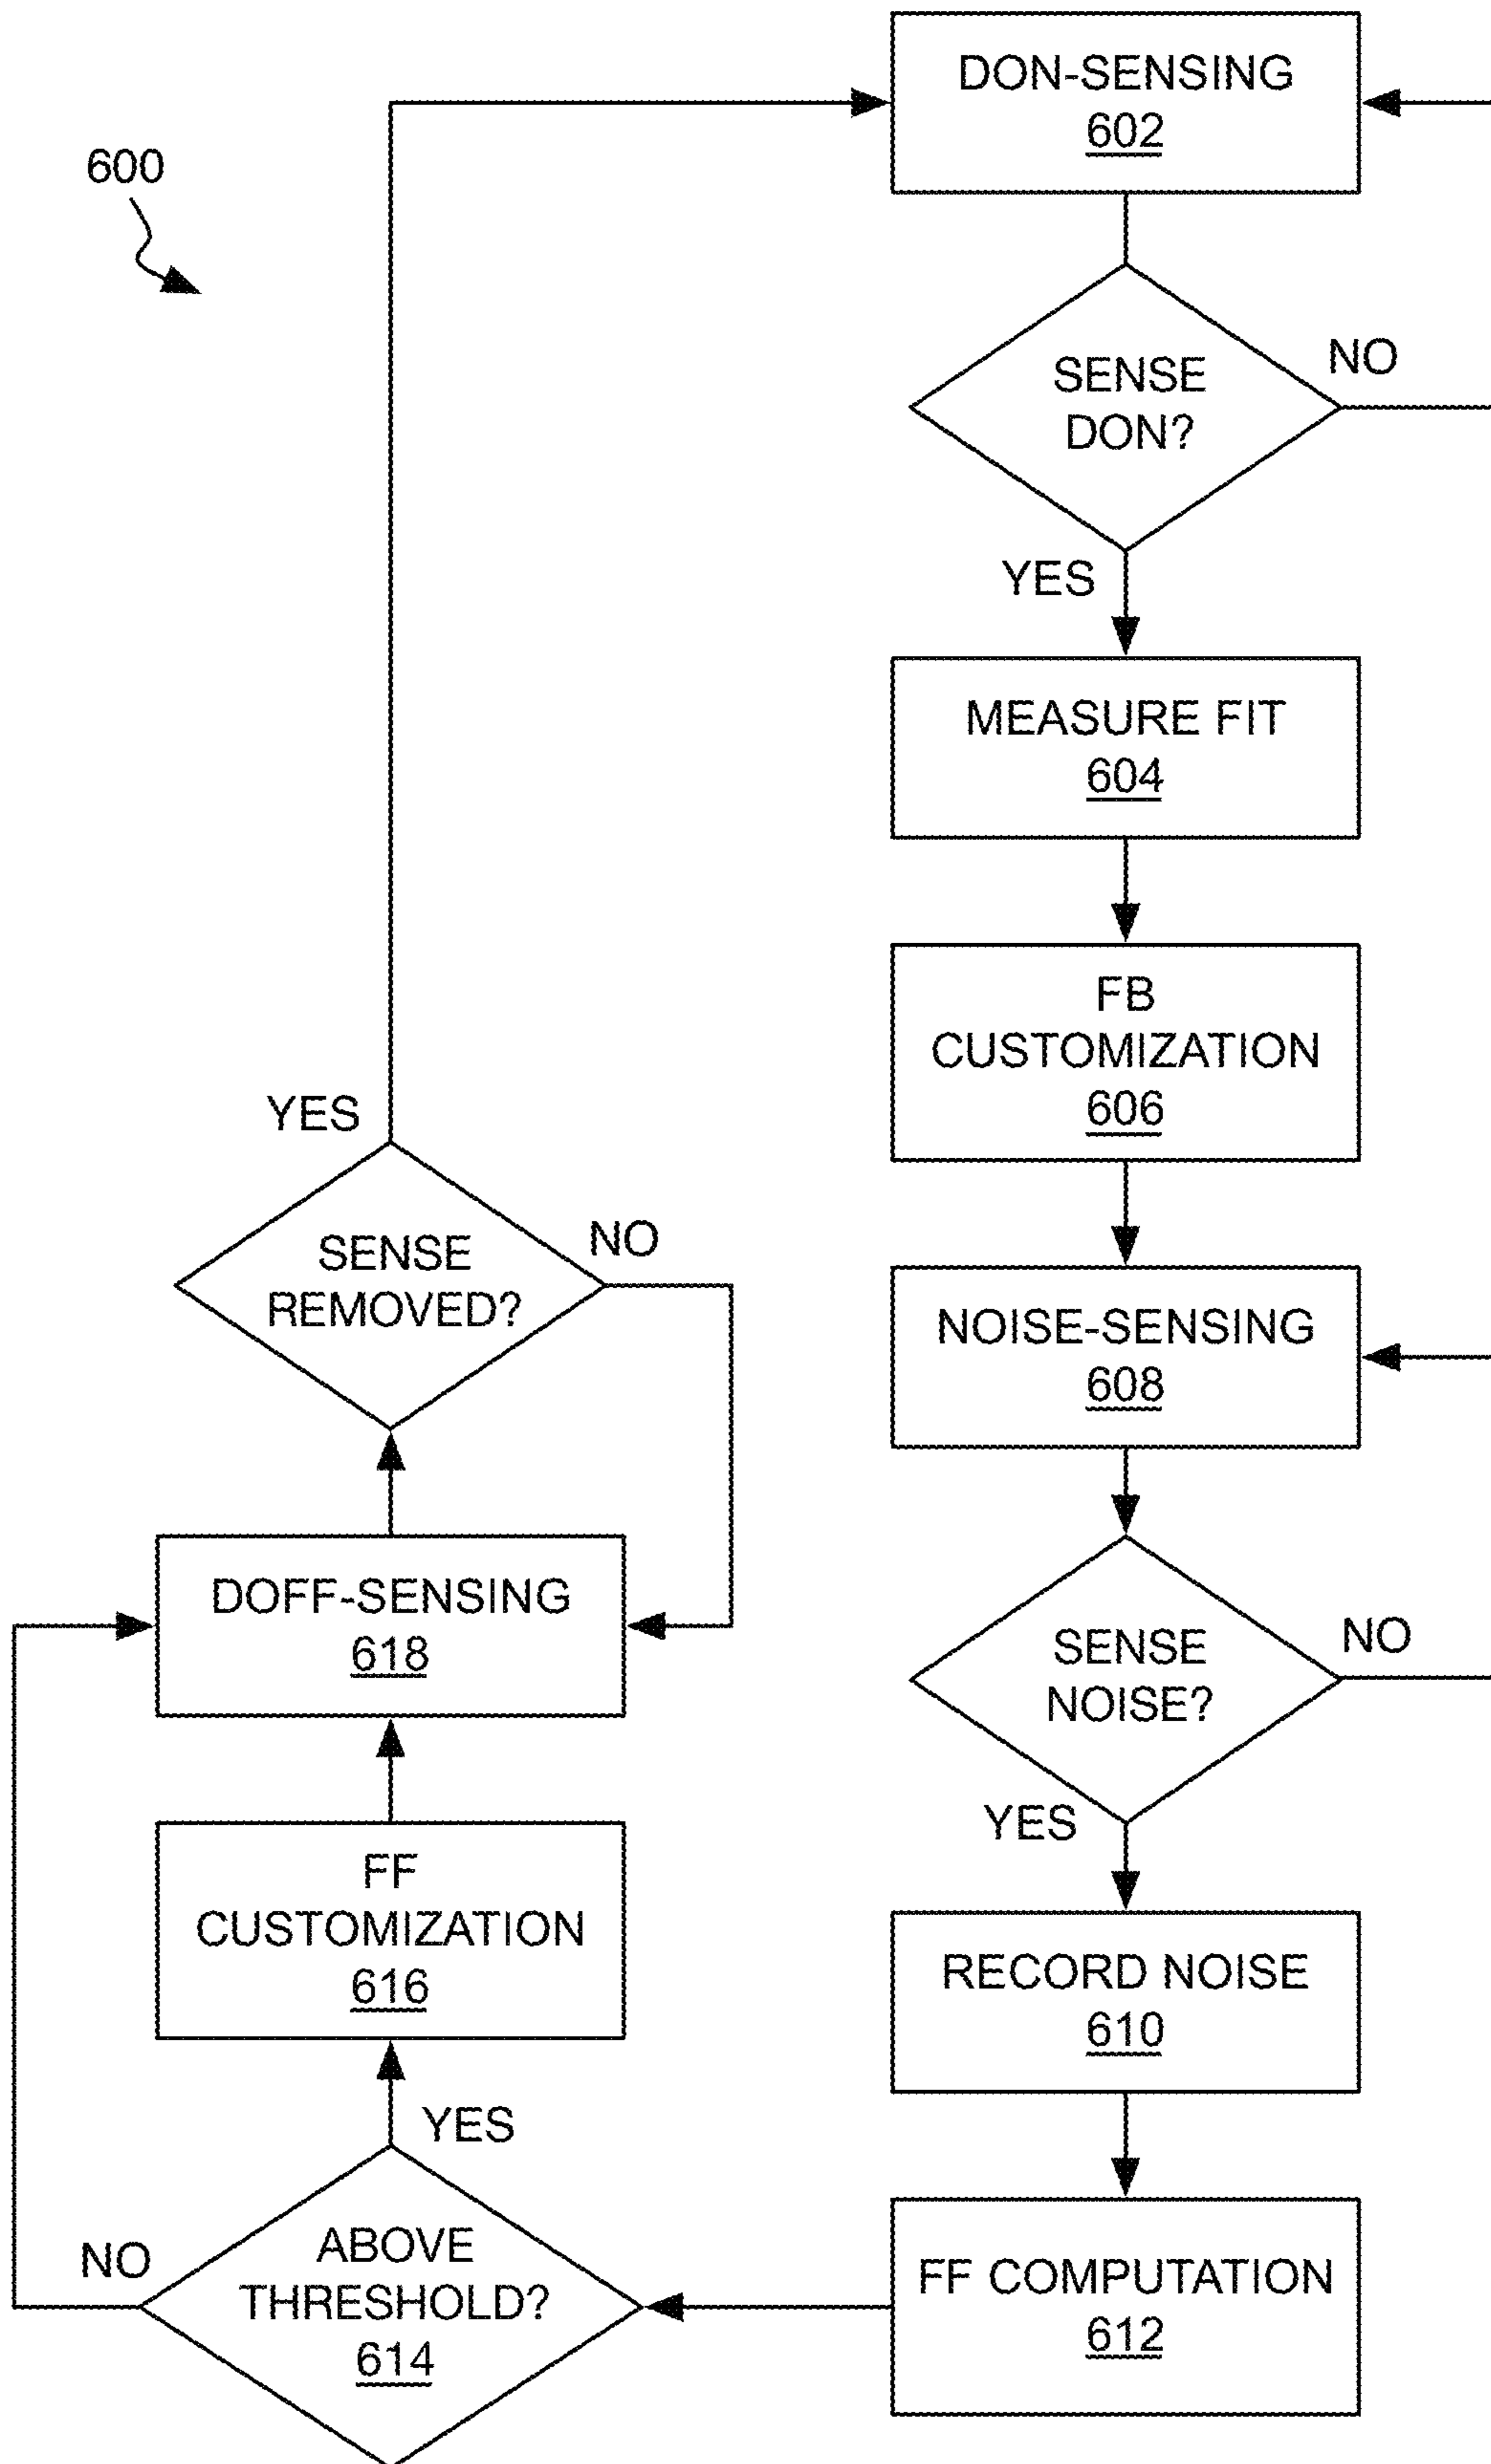 600
DON-SENSING
602
SENSE
DON?
NO
YES
MEASURE FIT
604
FB
CUSTOMIZATION
606
NOISE-SENSING
608
SENSE
NOISE?
NO
YES
RECORD NOISE
610
FF COMPUTATION
612
ABOVE
THRESHOLD?
614
NO
YES
FF
CUSTOMIZATION
616
DOFF-SENSING
618
SENSE
REMOVED?
NO
YES